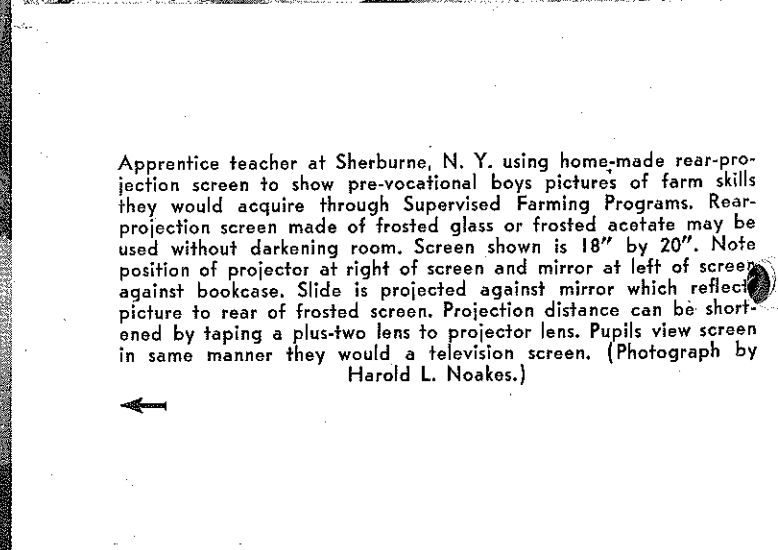 Apprentice teacher at Sherburne, N. Y. using home-made rear-pro-
jection screen to show pre-vocational boys pictures of farm skills
they would acquire through Supervised Farming Programs. Rear-
projection screen made of frosted glass or frosted acetate may be
used without darkening room. Screen shown is 18" by 20". Note
position of projector at right of screen and mirror at left of screen
against bookcase. Slide is projected against mirror which reflects
picture to rear of frosted screen. Projection distance can be short-
ened by taping a plus-two lens to projector lens. Pupils view screen
in same manner they would a television screen. (Photograph by
Harold L. Noakes.)